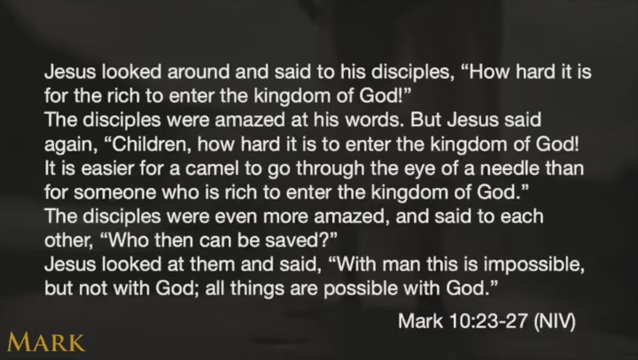 Jesus looked around and said to his disciples, “How hard it is
for the rich to enter the kingdom of God!”
The disciples were amazed at his words. But Jesus said
again, “Children, how hard it is to enter the kingdom of God!
It is easier for a camel to go through the eye of a needle than
for someone who is rich to enter the kingdom of God.”
The disciples were even more amazed, and said to each
other, “Who then can be saved?”
Jesus looked at them and said, “With man this is impossible,
but not with God; all things are possible with God.”
Mark 10:23-27 (NIV)
MARK